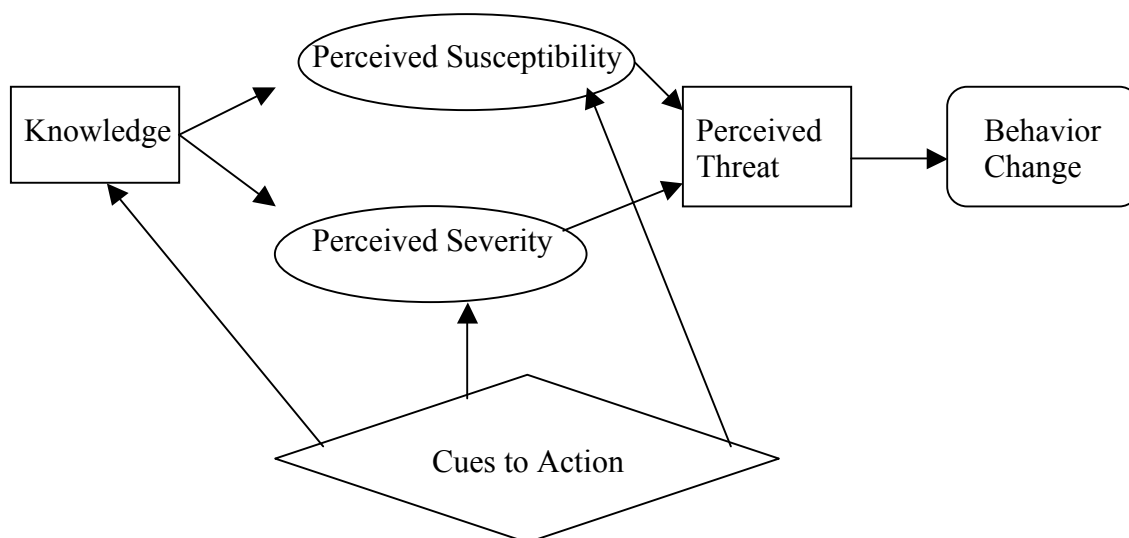 Perceived Susceptibility
Knowledge
Perceived
Threat
Behavior
Change
Perceived Severity
Cues to Action